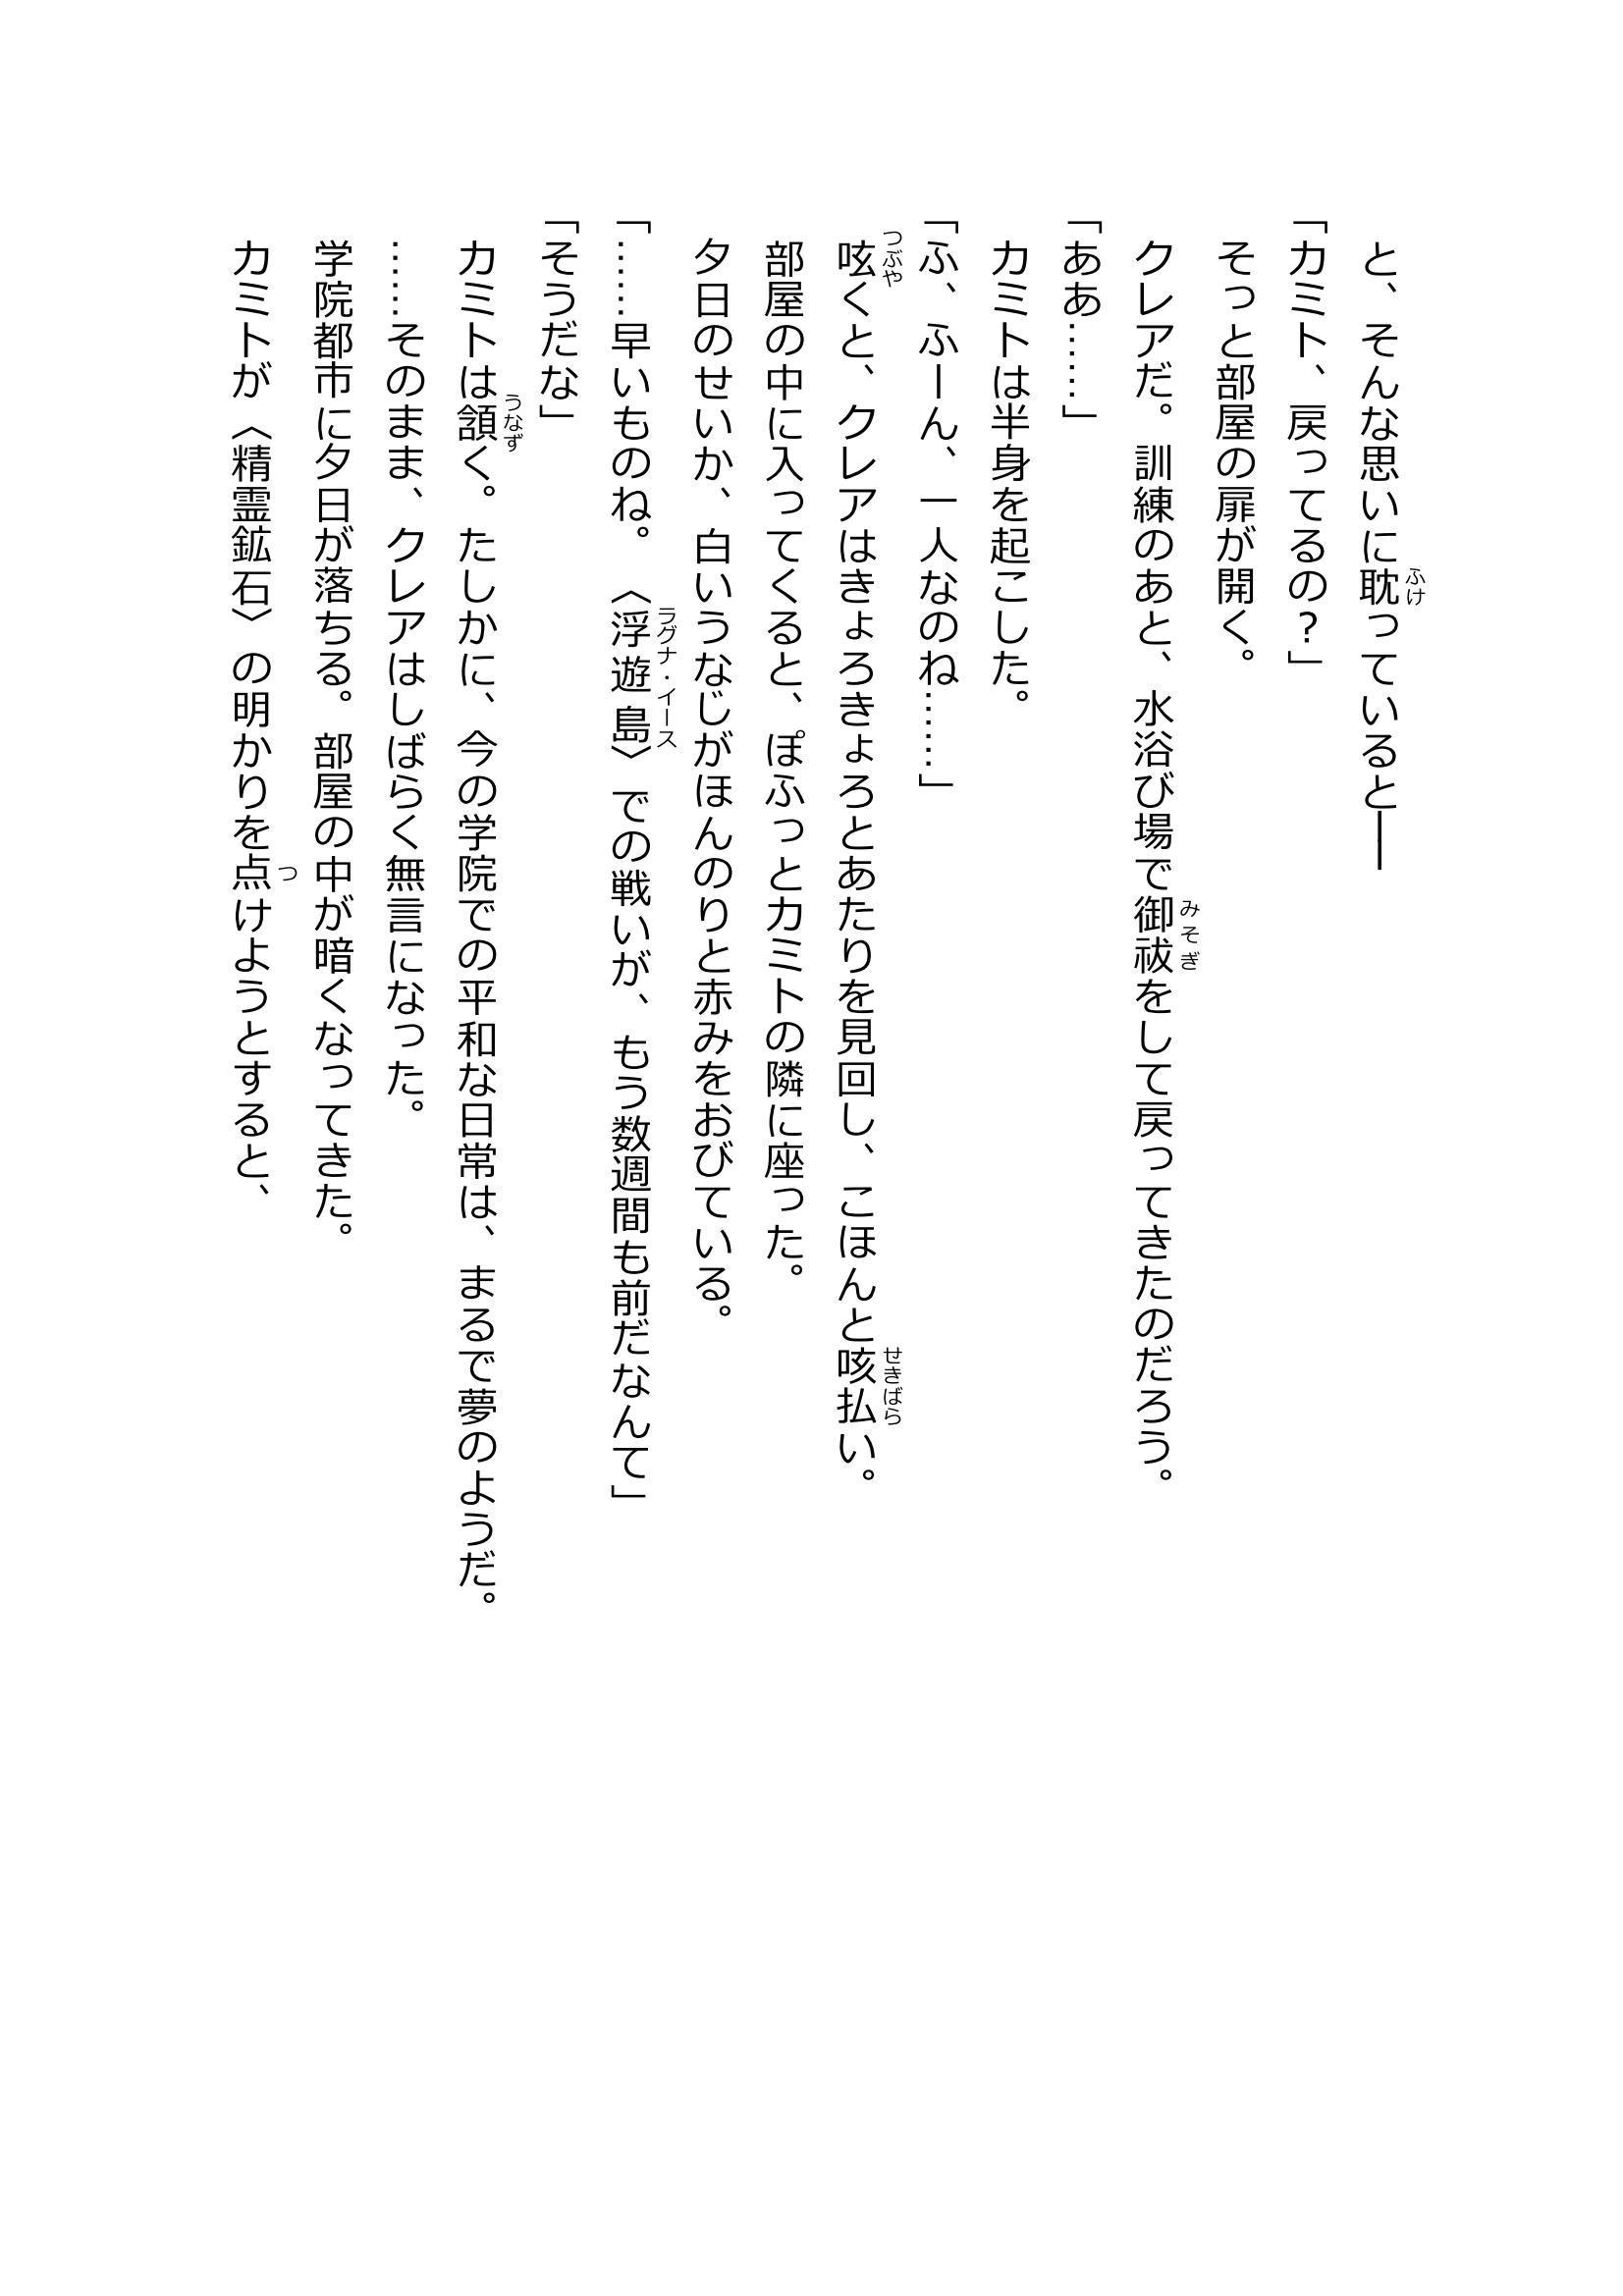 と、そんな思いに耽っていると――
「カミト、戻ってるの？」
そっと部屋の扉が開く。
クレアだ。訓練のあと、水浴び場で御祓をして戻ってきたのだろう。
「ああ……」
カミトは半身を起こした。
「ふ、ふーん、一人なのね……」
呟くと、クレアはきょろきょろとあたりを見回し、こほんと咳払い。
部屋の中に入ってくると、ぽふっとカミトの隣に座った。
夕日のせいか、白いうなじがほんのりと赤みをおびている。
「……早いものね。〈浮遊島〉での戦いが、もう数週間も前だなんて」
「そうだな」
カミトは頷く。たしかに、今の学院での平和な日常は、まるで夢のようだ。
……そのまま、クレアはしばらく無言になった。
学院都市に夕日が落ちる。部屋の中が暗くなってきた。
カミトが〈精霊鉱石〉の明かりを点けようとすると、